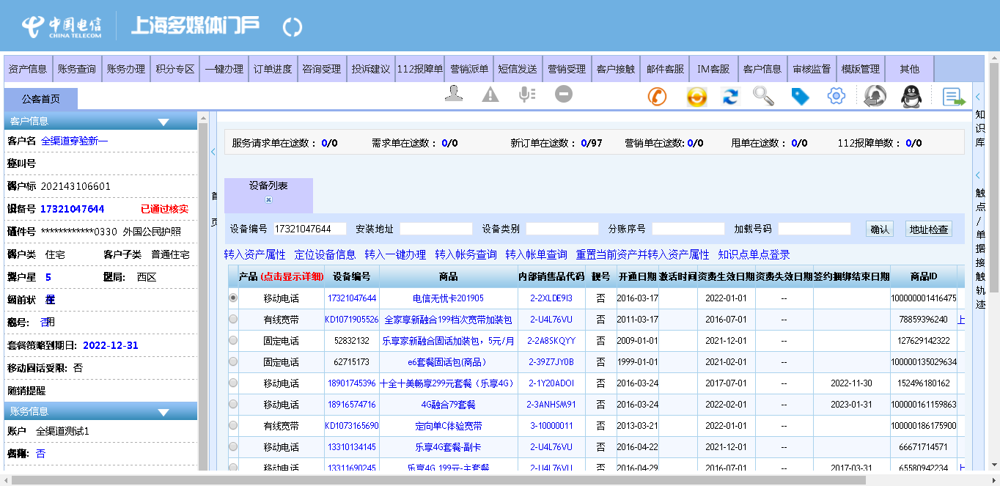 中国电信 CHINA TELECOM 上海多媒体门户
资产信息 账务查询 账务办理 积分专区 一键办理 订单进度 咨询受理 投诉建议 112报障单 营销派单 短信发送 营销受理 客户接触 邮件客服 IM客服 客户信息 审核监督 模版管理 其他
公客首页
客户信息
客户名 全渠道穿验新一
202143106601
设备号 17321047644 已通过核实
************0330 外国公民护照
住宅 客户子类 普通住宅
5 西区
套餐策略到期日: 2022-12-31
移动固话受限: 否
随销提醒
账务信息
账户 全渠道测试1
否
首页
服务请求单在途数： 0/0 需求单在途数： 0/0 新订单在途数： 0/97 营销单在途数: 0/0 甩单在途数： 0/0 112报障单数： 0/0
设备列表
设备编号 17321047644 安装地址 设备类别 分账序号 加载号码 确认 地址检查
转入资产属性 定位设备信息 转入一键办理 转入帐务查询 转入帐单查询 重置当前资产并转入资产属性 知识点单点登录
产品 (点击显示详细) 设备编号 商品 内部销售品代码 靓号 开通日期 激活时间 资费生效日期 资费失效日期 签约捆绑结束日期 商品ID
移动电话 17321047644 电信无忧卡201905 2-2XLDE9I3 否 2016-03-17 2022-01-01 -- 100000001416475
有线宽带 KD1071905526 全家享新融合199档次宽带加装包 2-U4L76VU 否 2011-03-17 2016-07-01 -- 78859396240 上
固定电话 52832132 乐享家新融合固话加装包，5元/月 2-2A8SKQYY 否 2009-01-01 2021-12-01 -- 127629142322
固定电话 62715173 e6套餐固话包(商品） 2-39Z7JY0B 否 1999-01-01 2021-02-01 -- 100000135029634
移动电话 18901745396 十全十美畅享299元套餐（乐享4G） 2-1Y20ADOI 否 2016-03-24 2017-07-01 -- 2022-11-30 152496180162
移动电话 18916574716 4G融合79套餐 2-3ANHSM91 否 2016-03-24 2022-02-01 -- 2023-01-31 100000161159863
有线宽带 KD1073165690 定向单C体验宽带 3-10000011 否 2013-03-21 2022-01-01 -- 100000186175900
移动电话 13310134145 乐享4G套餐-副卡 2-U4L76VU 否 2016-04-22 2021-12-01 -- 66671714571
移动电话 13311690245 乐享4G 199元-主套餐 2-U4L76VU 否 2016-04-29 2016-07-01 -- 2017-03-31 65580942234 上
知识库
触点/单据接触轨迹